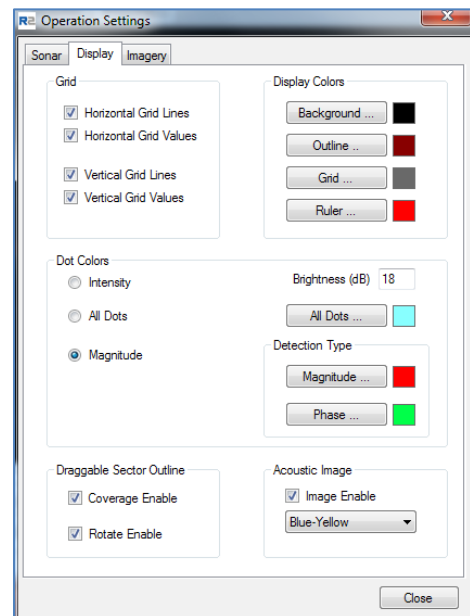 R2 Operation Settings
Sonar Display Imagery
Grid
Horizontal Grid Lines
Horizontal Grid Values
Vertical Grid Lines
Vertical Grid Values
Display Colors
Background ...
Outline ..
Grid ...
Ruler ...
Dot Colors
Intensity
All Dots
Magnitude
Brightness (dB) 18
All Dots ...
Detection Type
Magnitude ...
Phase ...
Draggable Sector Outline
Coverage Enable
Rotate Enable
Acoustic Image
Image Enable
Blue-Yellow
Close